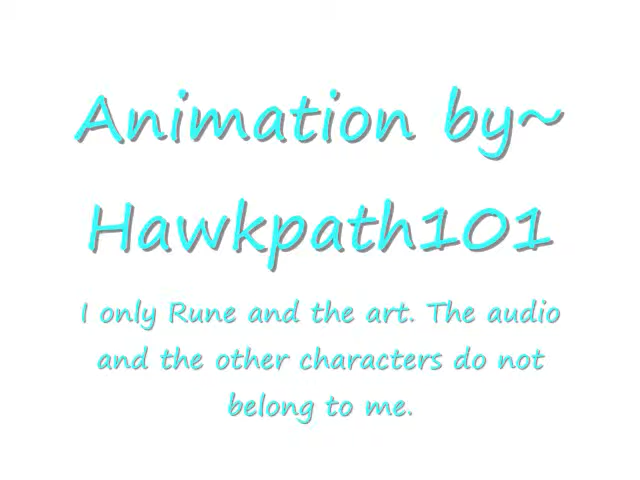 Animation by~
Hawkpath101
I only Rune and the art. The audio
and the other characters do not
belong to me.